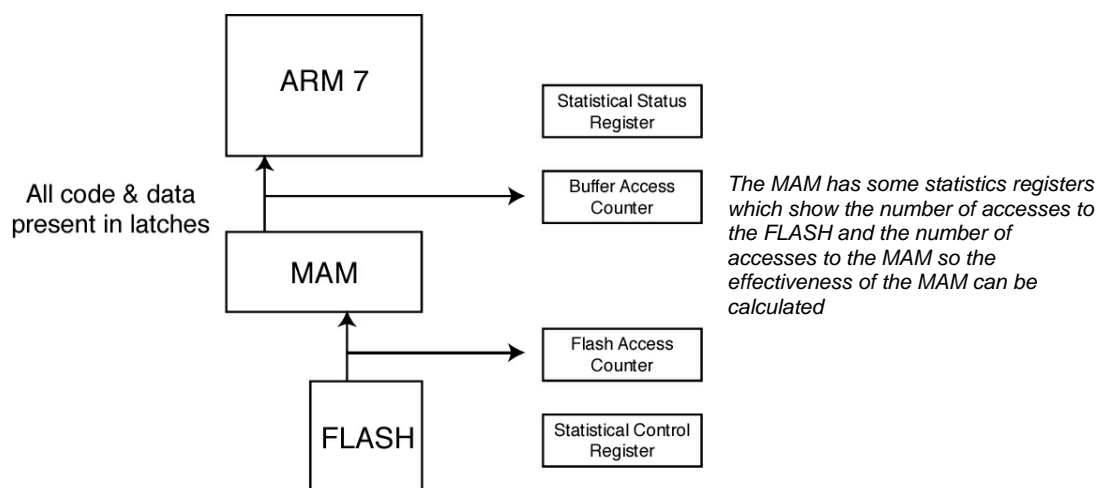 ARM 7
Statistical Status
Register
All code & data
present in latches
Buffer Access
Counter
The MAM has some statistics registers
which show the number of accesses to
the FLASH and the number of
accesses to the MAM so the
effectiveness of the MAM can be
calculated
MAM
Flash Access
Counter
FLASH
Statistical Control
Register